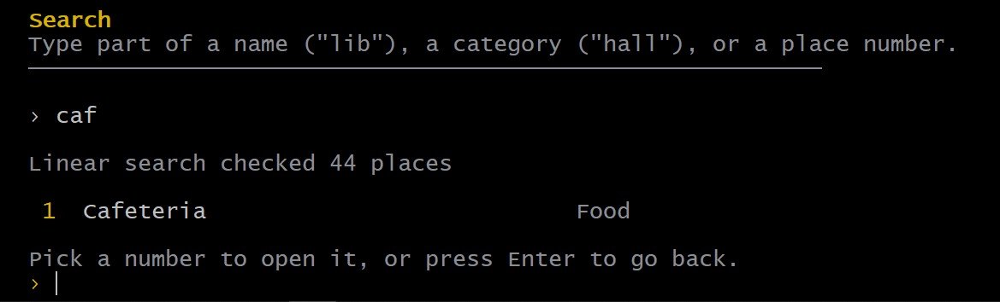 Search
Type part of a name ("lib"), a category ("hall"), or a place number.
› caf
Linear search checked 44 places
1 Cafeteria Food
Pick a number to open it, or press Enter to go back.
›